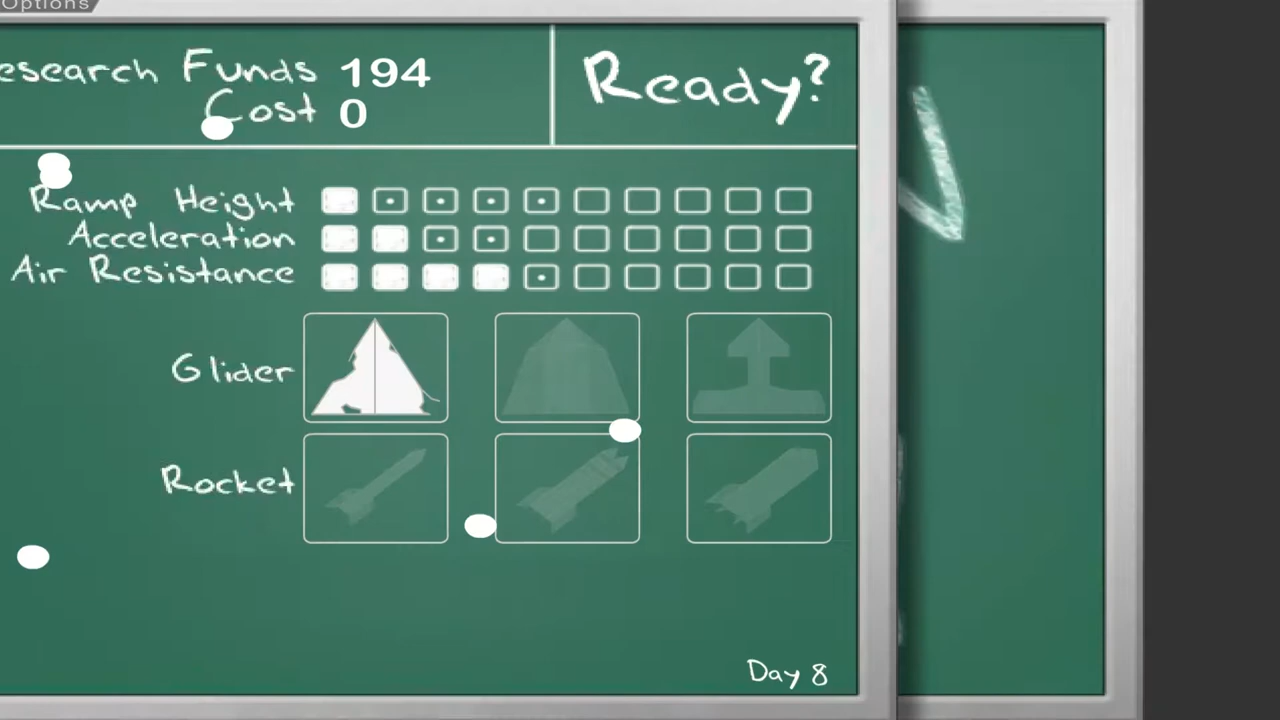 Options
esearch Funds 194
Cost 0
Ready?
Ramp Height
Acceleration
Air Resistance
Glider
Rocket
Day 8